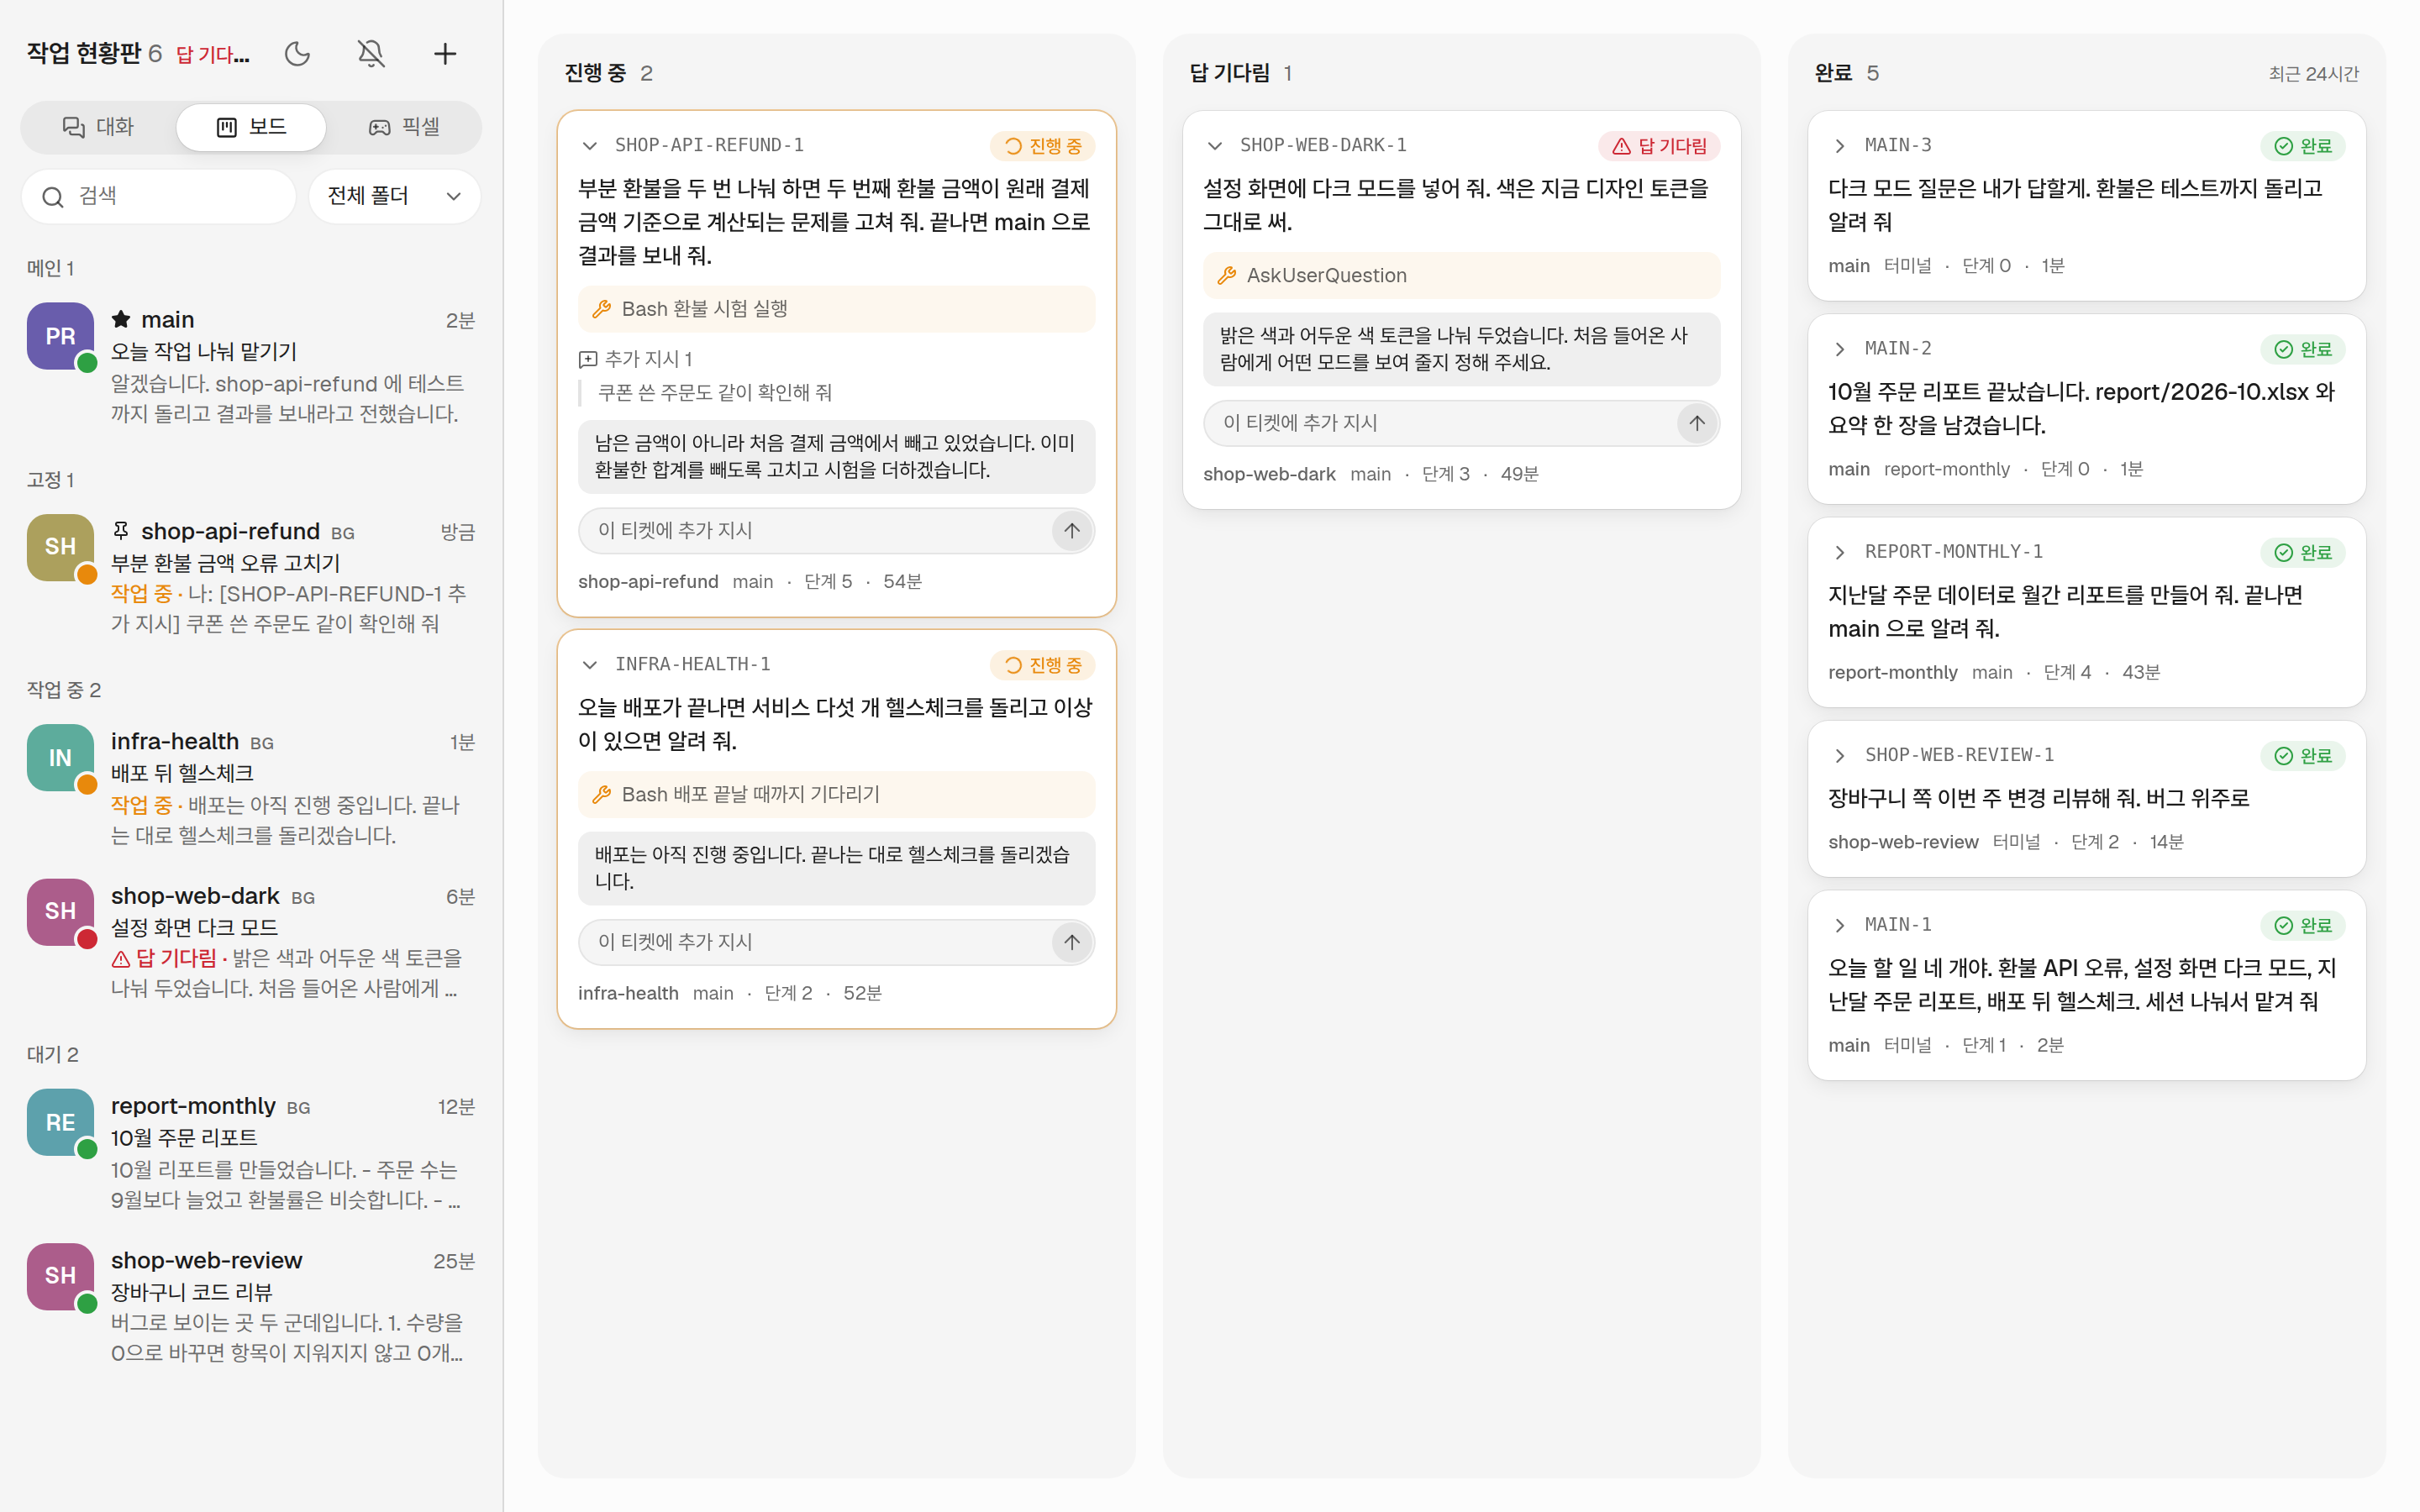 작업 현황판 6 답 기다...
대화 보드 픽셀
검색 전체 폴더
메인 1
PR
main 2분
오늘 작업 나눠 맡기기
알겠습니다. shop-api-refund 에 테스트
까지 돌리고 결과를 보내라고 전했습니다.
고정 1
SH
shop-api-refund BG 방금
부분 환불 금액 오류 고치기
작업 중 · 나: [SHOP-API-REFUND-1 추
가 지시] 쿠폰 쓴 주문도 같이 확인해 줘
작업 중 2
IN
infra-health BG 1분
배포 뒤 헬스체크
작업 중 · 배포는 아직 진행 중입니다. 끝나
는 대로 헬스체크를 돌리겠습니다.
SH
shop-web-dark BG 6분
설정 화면 다크 모드
답 기다림 · 밝은 색과 어두운 색 토큰을
나눠 두었습니다. 처음 들어온 사람에게 ...
대기 2
RE
report-monthly BG 12분
10월 주문 리포트
10월 리포트를 만들었습니다. - 주문 수는
9월보다 늘었고 환불률은 비슷합니다. - ...
SH
shop-web-review 25분
장바구니 코드 리뷰
버그로 보이는 곳 두 군데입니다. 1. 수량을
0으로 바꾸면 항목이 지워지지 않고 0개...
진행 중 2
SHOP-API-REFUND-1 진행 중
부분 환불을 두 번 나눠 하면 두 번째 환불 금액이 원래 결제
금액 기준으로 계산되는 문제를 고쳐 줘. 끝나면 main 으로
결과를 보내 줘.
Bash 환불 시험 실행
추가 지시 1
쿠폰 쓴 주문도 같이 확인해 줘
남은 금액이 아니라 처음 결제 금액에서 빼고 있었습니다. 이미
환불한 합계를 빼도록 고치고 시험을 더하겠습니다.
이 티켓에 추가 지시
shop-api-refund main · 단계 5 · 54분
INFRA-HEALTH-1 진행 중
오늘 배포가 끝나면 서비스 다섯 개 헬스체크를 돌리고 이상
이 있으면 알려 줘.
Bash 배포 끝날 때까지 기다리기
배포는 아직 진행 중입니다. 끝나는 대로 헬스체크를 돌리겠습
니다.
이 티켓에 추가 지시
infra-health main · 단계 2 · 52분
답 기다림 1
SHOP-WEB-DARK-1 답 기다림
설정 화면에 다크 모드를 넣어 줘. 색은 지금 디자인 토큰을
그대로 써.
AskUserQuestion
밝은 색과 어두운 색 토큰을 나눠 두었습니다. 처음 들어온 사
람에게 어떤 모드를 보여 줄지 정해 주세요.
이 티켓에 추가 지시
shop-web-dark main · 단계 3 · 49분
완료 5 최근 24시간
MAIN-3 완료
다크 모드 질문은 내가 답할게. 환불은 테스트까지 돌리고
알려 줘
main 터미널 · 단계 0 · 1분
MAIN-2 완료
10월 주문 리포트 끝났습니다. report/2026-10.xlsx 와
요약 한 장을 남겼습니다.
main report-monthly · 단계 0 · 1분
REPORT-MONTHLY-1 완료
지난달 주문 데이터로 월간 리포트를 만들어 줘. 끝나면
main 으로 알려 줘.
report-monthly main · 단계 4 · 43분
SHOP-WEB-REVIEW-1 완료
장바구니 쪽 이번 주 변경 리뷰해 줘. 버그 위주로
shop-web-review 터미널 · 단계 2 · 14분
MAIN-1 완료
오늘 할 일 네 개야. 환불 API 오류, 설정 화면 다크 모드, 지
난달 주문 리포트, 배포 뒤 헬스체크. 세션 나눠서 맡겨 줘
main 터미널 · 단계 1 · 2분